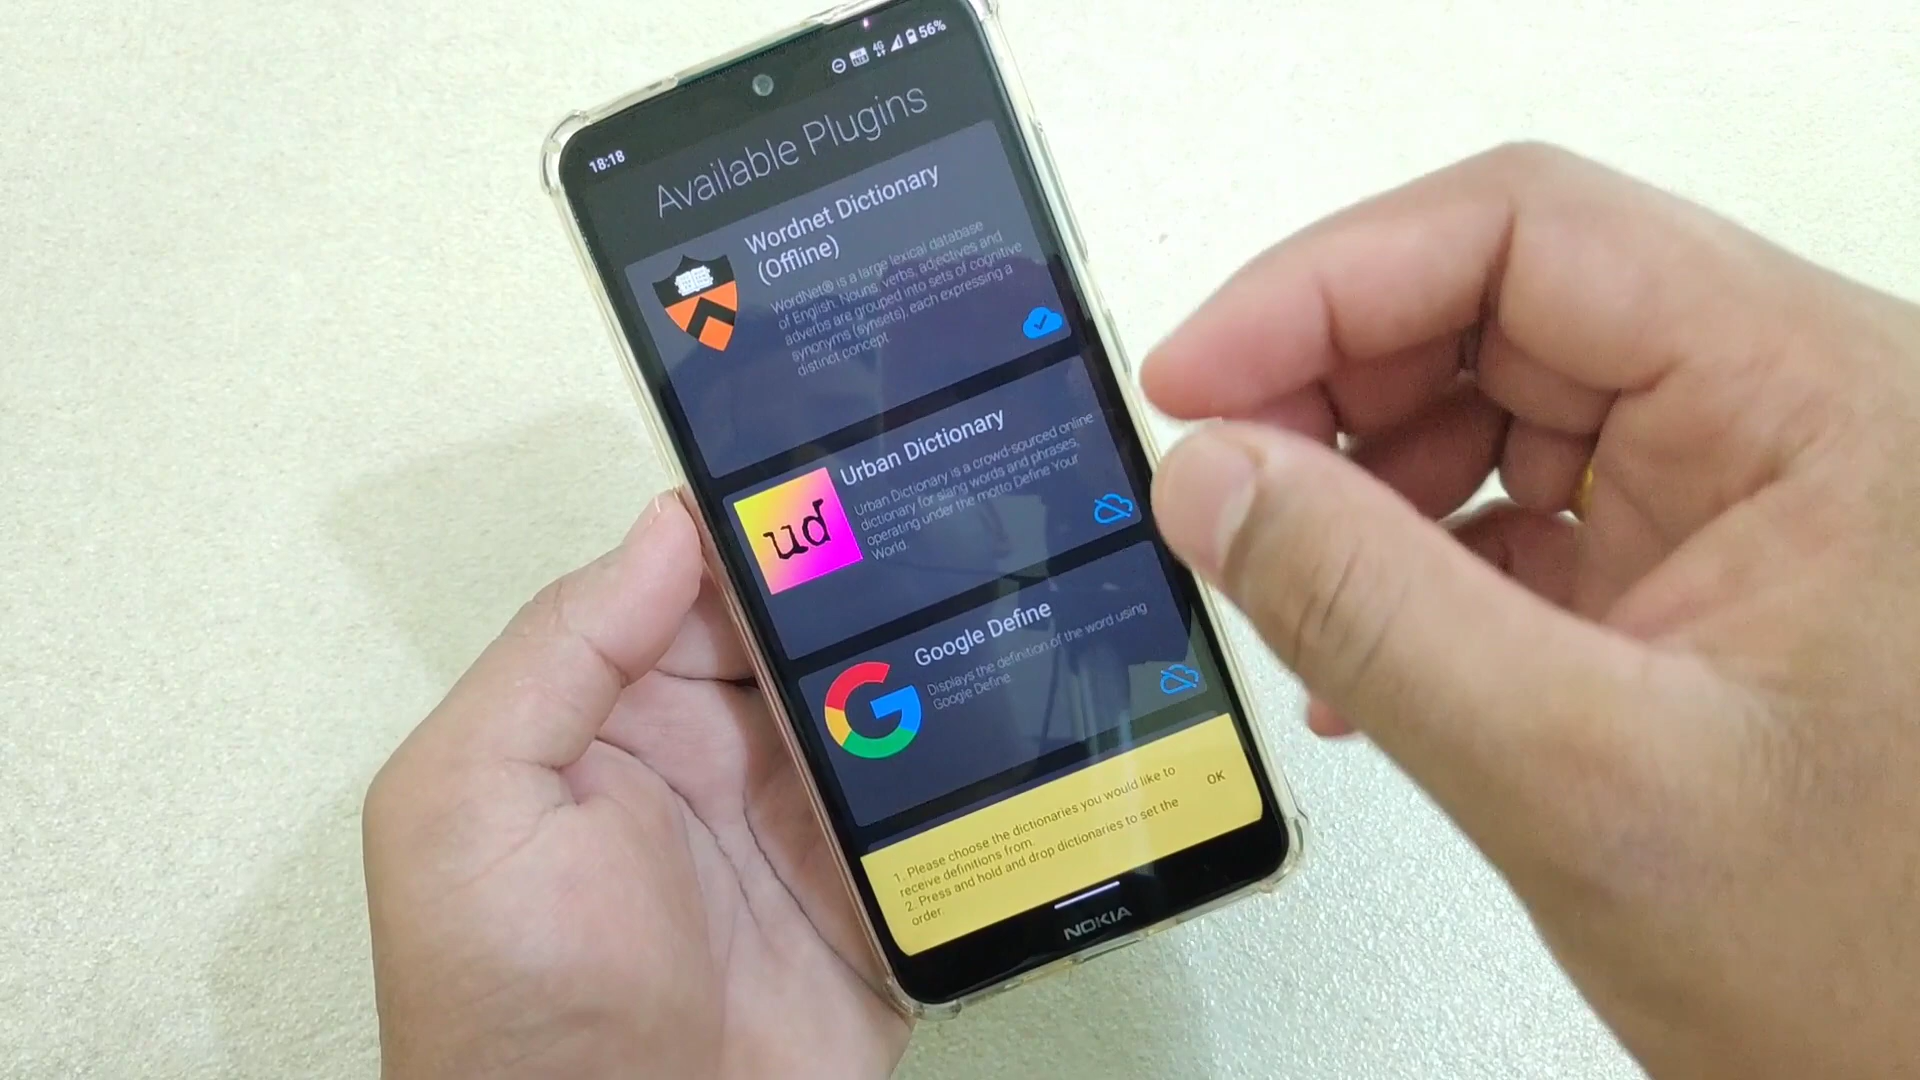 18:18
4G
56%
Available Plugins
Wordnet Dictionary
(Offline)
WordNet® is a large lexical database
of English. Nouns, verbs, adjectives and
adverbs are grouped into sets of cognitive
synonyms (synsets), each expressing a
distinct concept
ud
Urban Dictionary
Urban Dictionary is a crowd-sourced online
dictionary for slang words and phrases,
operating under the motto Define Your
World.
G
Google Define
Displays the definition of the word using
Google Define
1. Please choose the dictionaries you would like to
receive definitions from.
2. Press and hold and drop dictionaries to set the
order.
OK
NOKIA